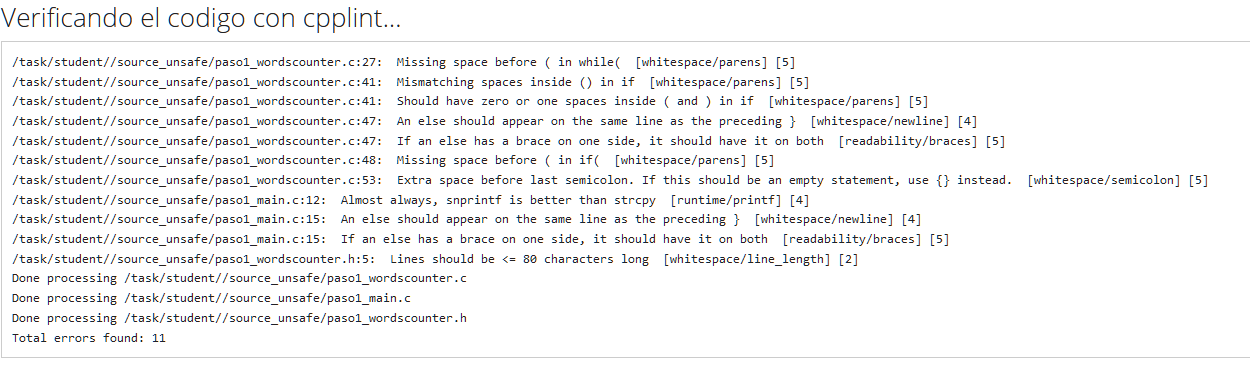 Verificando el codigo con cpplint...
/task/student//source_unsafe/paso1_wordscounter.c:27:  Missing space before ( in while(  [whitespace/parens] [5]
/task/student//source_unsafe/paso1_wordscounter.c:41:  Mismatching spaces inside () in if  [whitespace/parens] [5]
/task/student//source_unsafe/paso1_wordscounter.c:41:  Should have zero or one spaces inside ( and ) in if  [whitespace/parens] [5]
/task/student//source_unsafe/paso1_wordscounter.c:47:  An else should appear on the same line as the preceding }  [whitespace/newline] [4]
/task/student//source_unsafe/paso1_wordscounter.c:47:  If an else has a brace on one side, it should have it on both  [readability/braces] [5]
/task/student//source_unsafe/paso1_wordscounter.c:48:  Missing space before ( in if(  [whitespace/parens] [5]
/task/student//source_unsafe/paso1_wordscounter.c:53:  Extra space before last semicolon. If this should be an empty statement, use {} instead.  [whitespace/semicolon] [5]
/task/student//source_unsafe/paso1_main.c:12:  Almost always, snprintf is better than strcpy  [runtime/printf] [4]
/task/student//source_unsafe/paso1_main.c:15:  An else should appear on the same line as the preceding }  [whitespace/newline] [4]
/task/student//source_unsafe/paso1_main.c:15:  If an else has a brace on one side, it should have it on both  [readability/braces] [5]
/task/student//source_unsafe/paso1_wordscounter.h:5:  Lines should be <= 80 characters long  [whitespace/line_length] [2]
Done processing /task/student//source_unsafe/paso1_wordscounter.c
Done processing /task/student//source_unsafe/paso1_main.c
Done processing /task/student//source_unsafe/paso1_wordscounter.h
Total errors found: 11